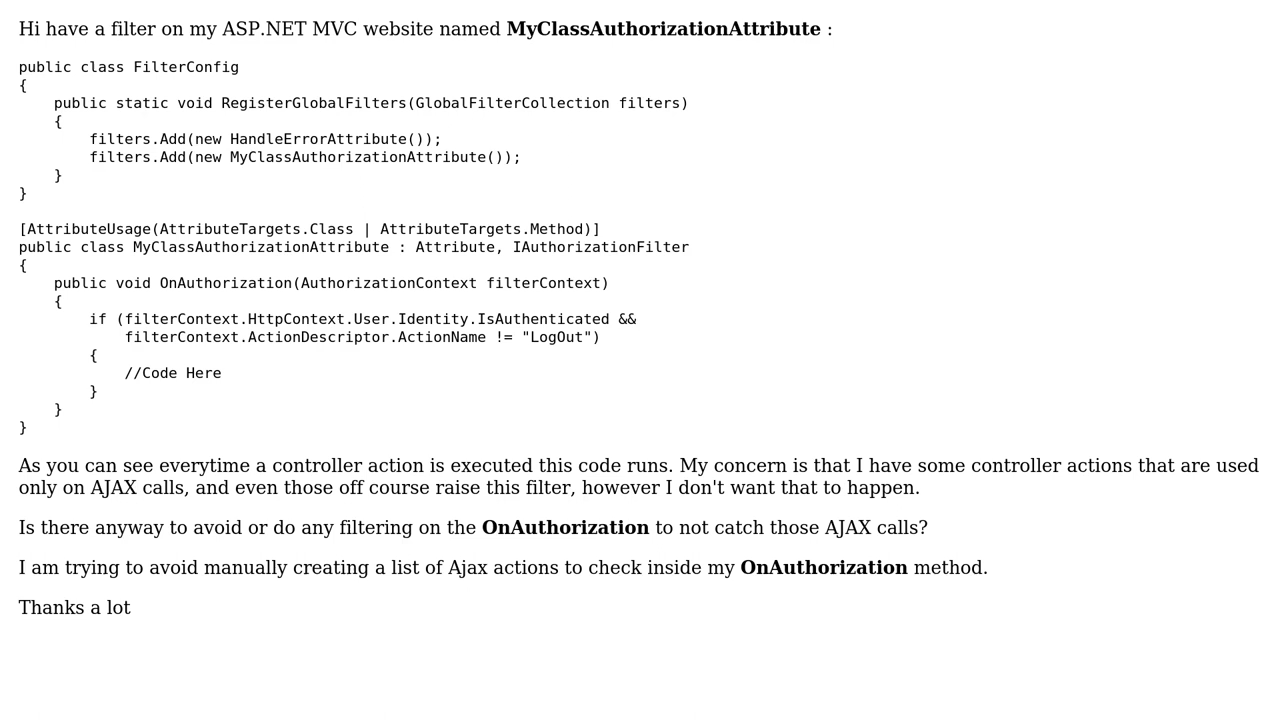 Hi have a filter on my ASP.NET MVC website named MyClassAuthorizationAttribute :
public class FilterConfig
{
    public static void RegisterGlobalFilters(GlobalFilterCollection filters)
    {
        filters.Add(new HandleErrorAttribute());
        filters.Add(new MyClassAuthorizationAttribute());
    }
}

[AttributeUsage(AttributeTargets.Class | AttributeTargets.Method)]
public class MyClassAuthorizationAttribute : Attribute, IAuthorizationFilter
{
    public void OnAuthorization(AuthorizationContext filterContext)
    {
        if (filterContext.HttpContext.User.Identity.IsAuthenticated &&
            filterContext.ActionDescriptor.ActionName != "LogOut")
        {
            //Code Here
        }
    }
}
As you can see everytime a controller action is executed this code runs. My concern is that I have some controller actions that are used
only on AJAX calls, and even those off course raise this filter, however I don't want that to happen.
Is there anyway to avoid or do any filtering on the OnAuthorization to not catch those AJAX calls?
I am trying to avoid manually creating a list of Ajax actions to check inside my OnAuthorization method.
Thanks a lot